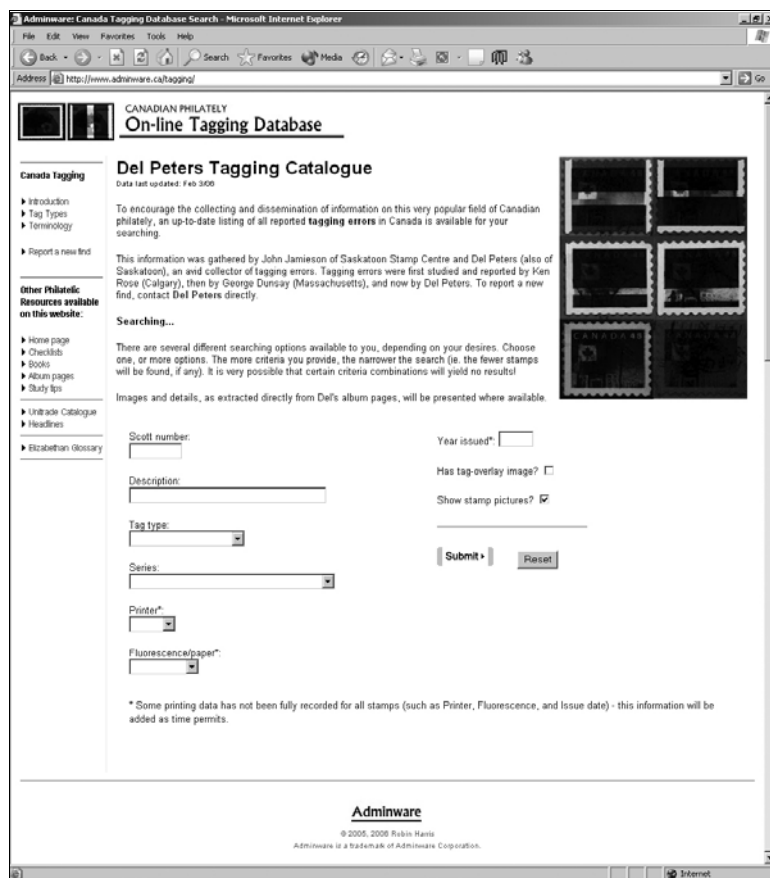 Adminware: Canada Tagging Database Search - Microsoft Internet Explorer
File Edit View Favorites Tools Help
Back Search Favorites Media
Address http://www.adminware.ca/tagging/ Go
CANADIAN PHILATELY
On-line Tagging Database
Canada Tagging
Introduction
Tag Types
Terminology
Report a new find
Other Philatelic
Resources available
on this website:
Home page
Checklists
Books
Album pages
Study tips
Unitrade Catalogue
Headlines
Elizabethan Glossary
Del Peters Tagging Catalogue
Data last updated: Feb 3/06
To encourage the collecting and dissemination of information on this very popular field of Canadian
philately, an up-to-date listing of all reported tagging errors in Canada is available for your
searching.
This information was gathered by John Jamieson of Saskatoon Stamp Centre and Del Peters (also of
Saskatoon), an avid collector of tagging errors. Tagging errors were first studied and reported by Ken
Rose (Calgary), then by George Dunsay (Massachusetts), and now by Del Peters. To report a new
find, contact Del Peters directly.
Searching...
There are several different searching options available to you, depending on your desires. Choose
one, or more options. The more criteria you provide, the narrower the search (ie. the fewer stamps
will be found, if any). It is very possible that certain criteria combinations will yield no results!
Images and details, as extracted directly from Del's album pages, will be presented where available.
CANADA 48
CANADA 48
Scott number:
Description:
Tag type:
Series:
Printer*:
Fluorescence/paper*:
Year issued*:
Has tag-overlay image?
Show stamp pictures?
Submit
Reset
* Some printing data has not been fully recorded for all stamps (such as Printer, Fluorescence, and Issue date) - this information will be
added as time permits.
Adminware
© 2005, 2006 Robin Harris
Adminware is a trademark of Adminware Corporation.
Internet